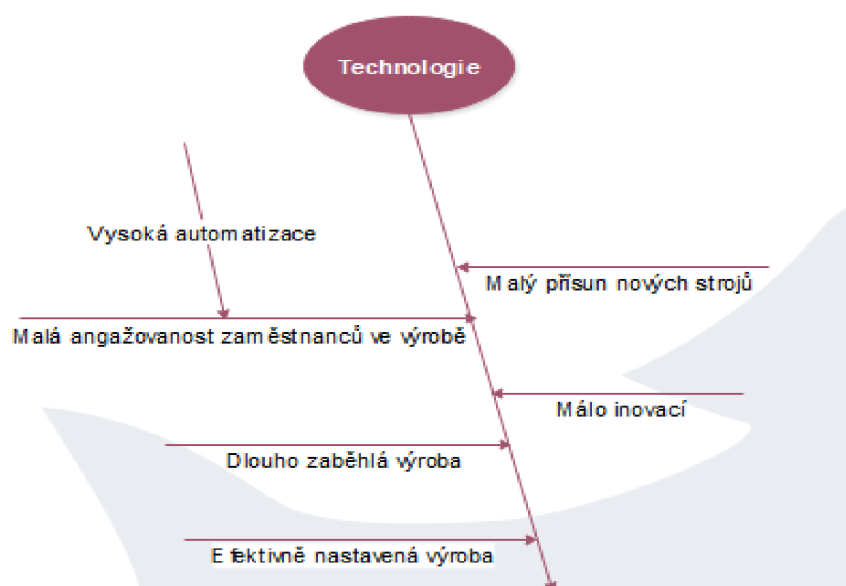 Technologie
Vysoká automatizace
Malý přísun nových strojů
Malá angažovanost zaměstnanců ve výrobě
Málo inovací
Dlouho zaběhlá výroba
Efektivně nastavená výroba